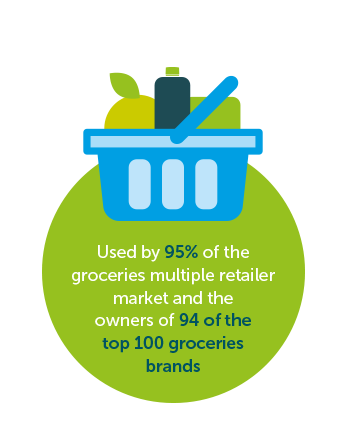 Used by 95% of the
groceries multiple retailer
market and the
owners of 94 of the
top 100 groceries
brands